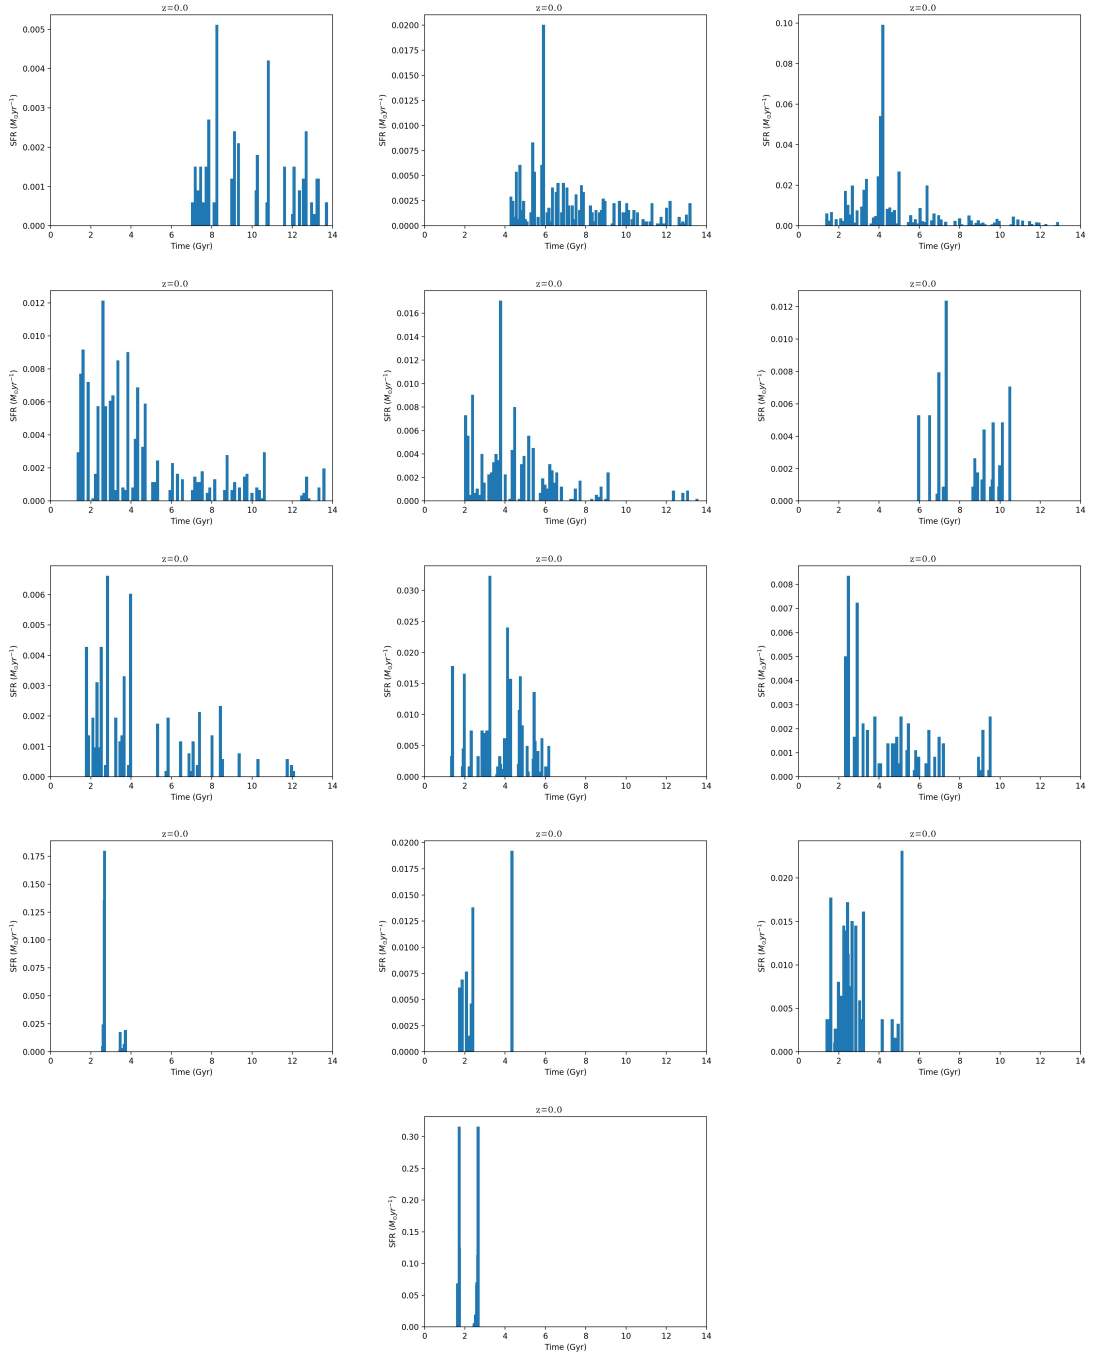 z=0.0 z=0.0 z=0.0
SFR (M⊙yr⁻¹) 0.005 0.004 0.003 0.002 0.001 0.000
0 2 4 6 8 10 12 14
Time (Gyr)
SFR (M⊙yr⁻¹) 0.0200 0.0175 0.0150 0.0125 0.0100 0.0075 0.0050 0.0025 0.0000
0 2 4 6 8 10 12 14
Time (Gyr)
SFR (M⊙yr⁻¹) 0.10 0.08 0.06 0.04 0.02 0.00
0 2 4 6 8 10 12 14
Time (Gyr)
z=0.0 z=0.0 z=0.0
SFR (M⊙yr⁻¹) 0.012 0.010 0.008 0.006 0.004 0.002 0.000
0 2 4 6 8 10 12 14
Time (Gyr)
SFR (M⊙yr⁻¹) 0.016 0.014 0.012 0.010 0.008 0.006 0.004 0.002 0.000
0 2 4 6 8 10 12 14
Time (Gyr)
SFR (M⊙yr⁻¹) 0.012 0.010 0.008 0.006 0.004 0.002 0.000
0 2 4 6 8 10 12 14
Time (Gyr)
z=0.0 z=0.0 z=0.0
SFR (M⊙yr⁻¹) 0.006 0.005 0.004 0.003 0.002 0.001 0.000
0 2 4 6 8 10 12 14
Time (Gyr)
SFR (M⊙yr⁻¹) 0.030 0.025 0.020 0.015 0.010 0.005 0.000
0 2 4 6 8 10 12 14
Time (Gyr)
SFR (M⊙yr⁻¹) 0.008 0.007 0.006 0.005 0.004 0.003 0.002 0.001 0.000
0 2 4 6 8 10 12 14
Time (Gyr)
z=0.0 z=0.0 z=0.0
SFR (M⊙yr⁻¹) 0.175 0.150 0.125 0.100 0.075 0.050 0.025 0.000
0 2 4 6 8 10 12 14
Time (Gyr)
SFR (M⊙yr⁻¹) 0.0200 0.0175 0.0150 0.0125 0.0100 0.0075 0.0050 0.0025 0.0000
0 2 4 6 8 10 12 14
Time (Gyr)
SFR (M⊙yr⁻¹) 0.020 0.015 0.010 0.005 0.000
0 2 4 6 8 10 12 14
Time (Gyr)
z=0.0
SFR (M⊙yr⁻¹) 0.30 0.25 0.20 0.15 0.10 0.05 0.00
0 2 4 6 8 10 12 14
Time (Gyr)